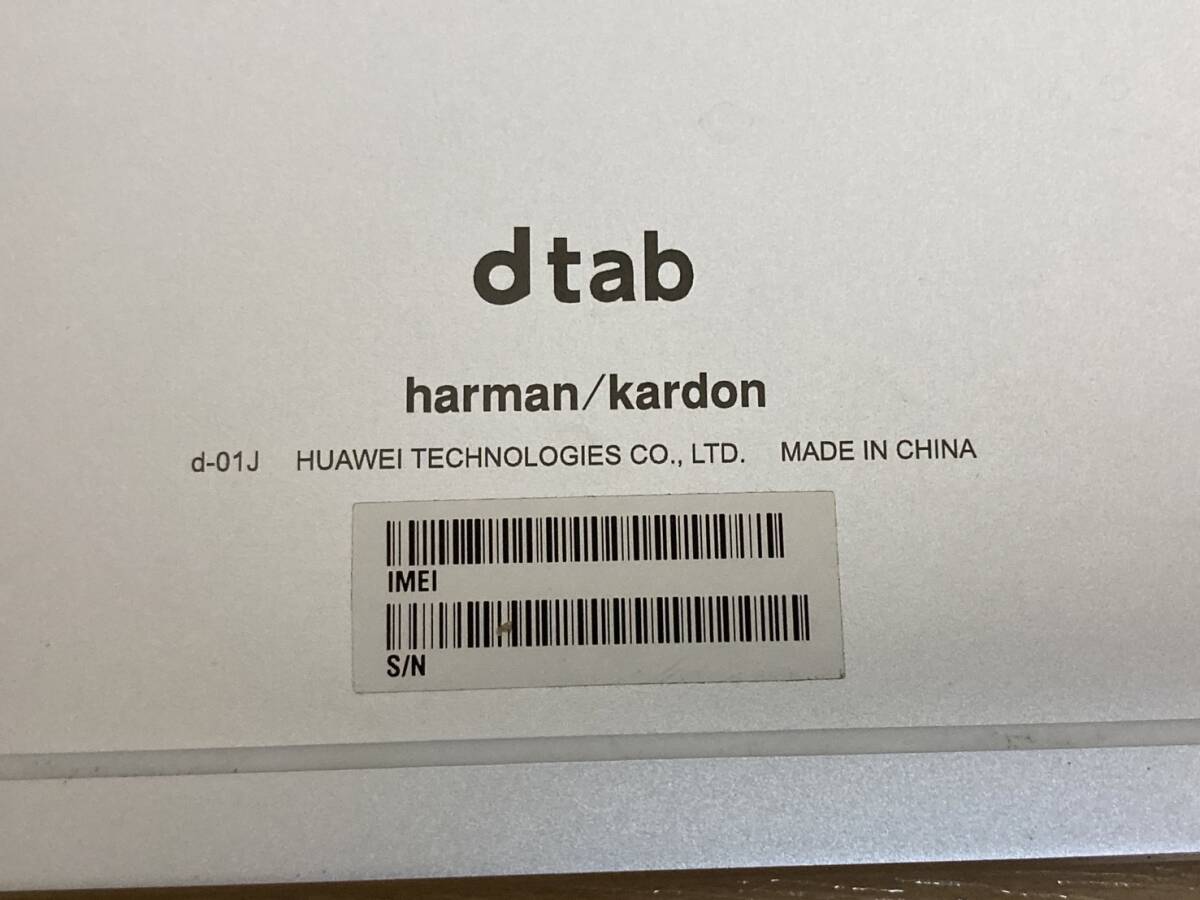 dtab
harman/kardon
d-01J HUAWEI TECHNOLOGIES CO., LTD. MADE IN CHINA
IMEI
S/N